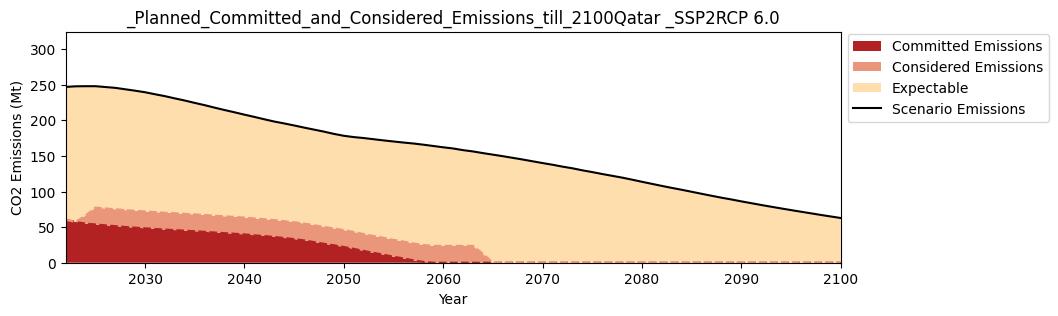 _Planned_Committed_and_Considered_Emissions_till_2100Qatar _SSP2RCP 6.0
300
250
200
150
100
50
0
CO2 Emissions (Mt)
2030 2040 2050 2060 2070 2080 2090 2100
Year
Committed Emissions
Considered Emissions
Expectable
Scenario Emissions